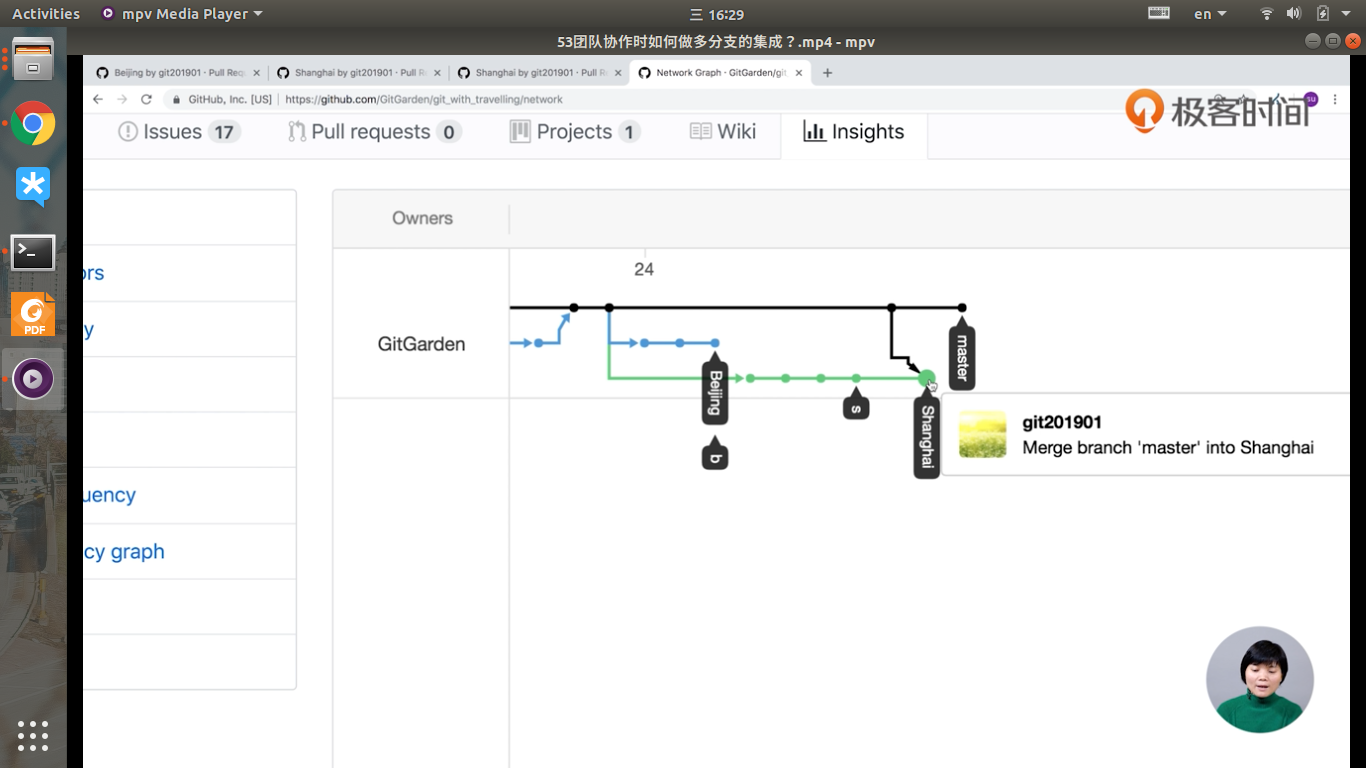 Activities
mpv Media Player
三 16:29
en
53团队协作时如何做多分支的集成？.mp4 - mpv
Beijing by git201901 · Pull Req
Shanghai by git201901 · Pull R
Shanghai by git201901 · Pull R
Network Graph · GitGarden/git
GitHub, Inc. [US]
https://github.com/GitGarden/git_with_travelling/network
su
极客时间
Issues 17
Pull requests 0
Projects 1
Wiki
Insights
Owners
24
ors
y
uency
cy graph
GitGarden
master
Beijing
s
b
Shanghai
git201901
Merge branch 'master' into Shanghai
PDF